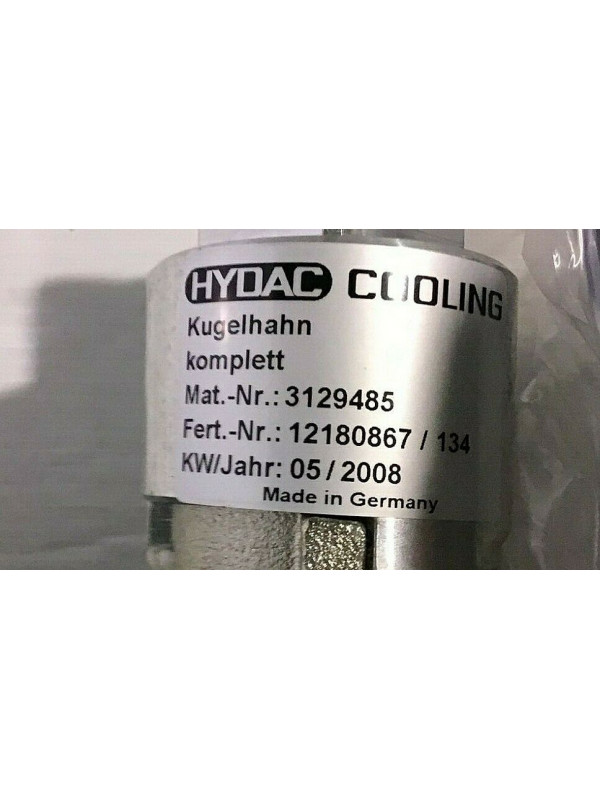 HYDAC COOLING
Kugelhahn
komplett
Mat.-Nr.: 3129485
Fert.-Nr.: 12180867 / 134
KW/Jahr: 05 / 2008
Made in Germany